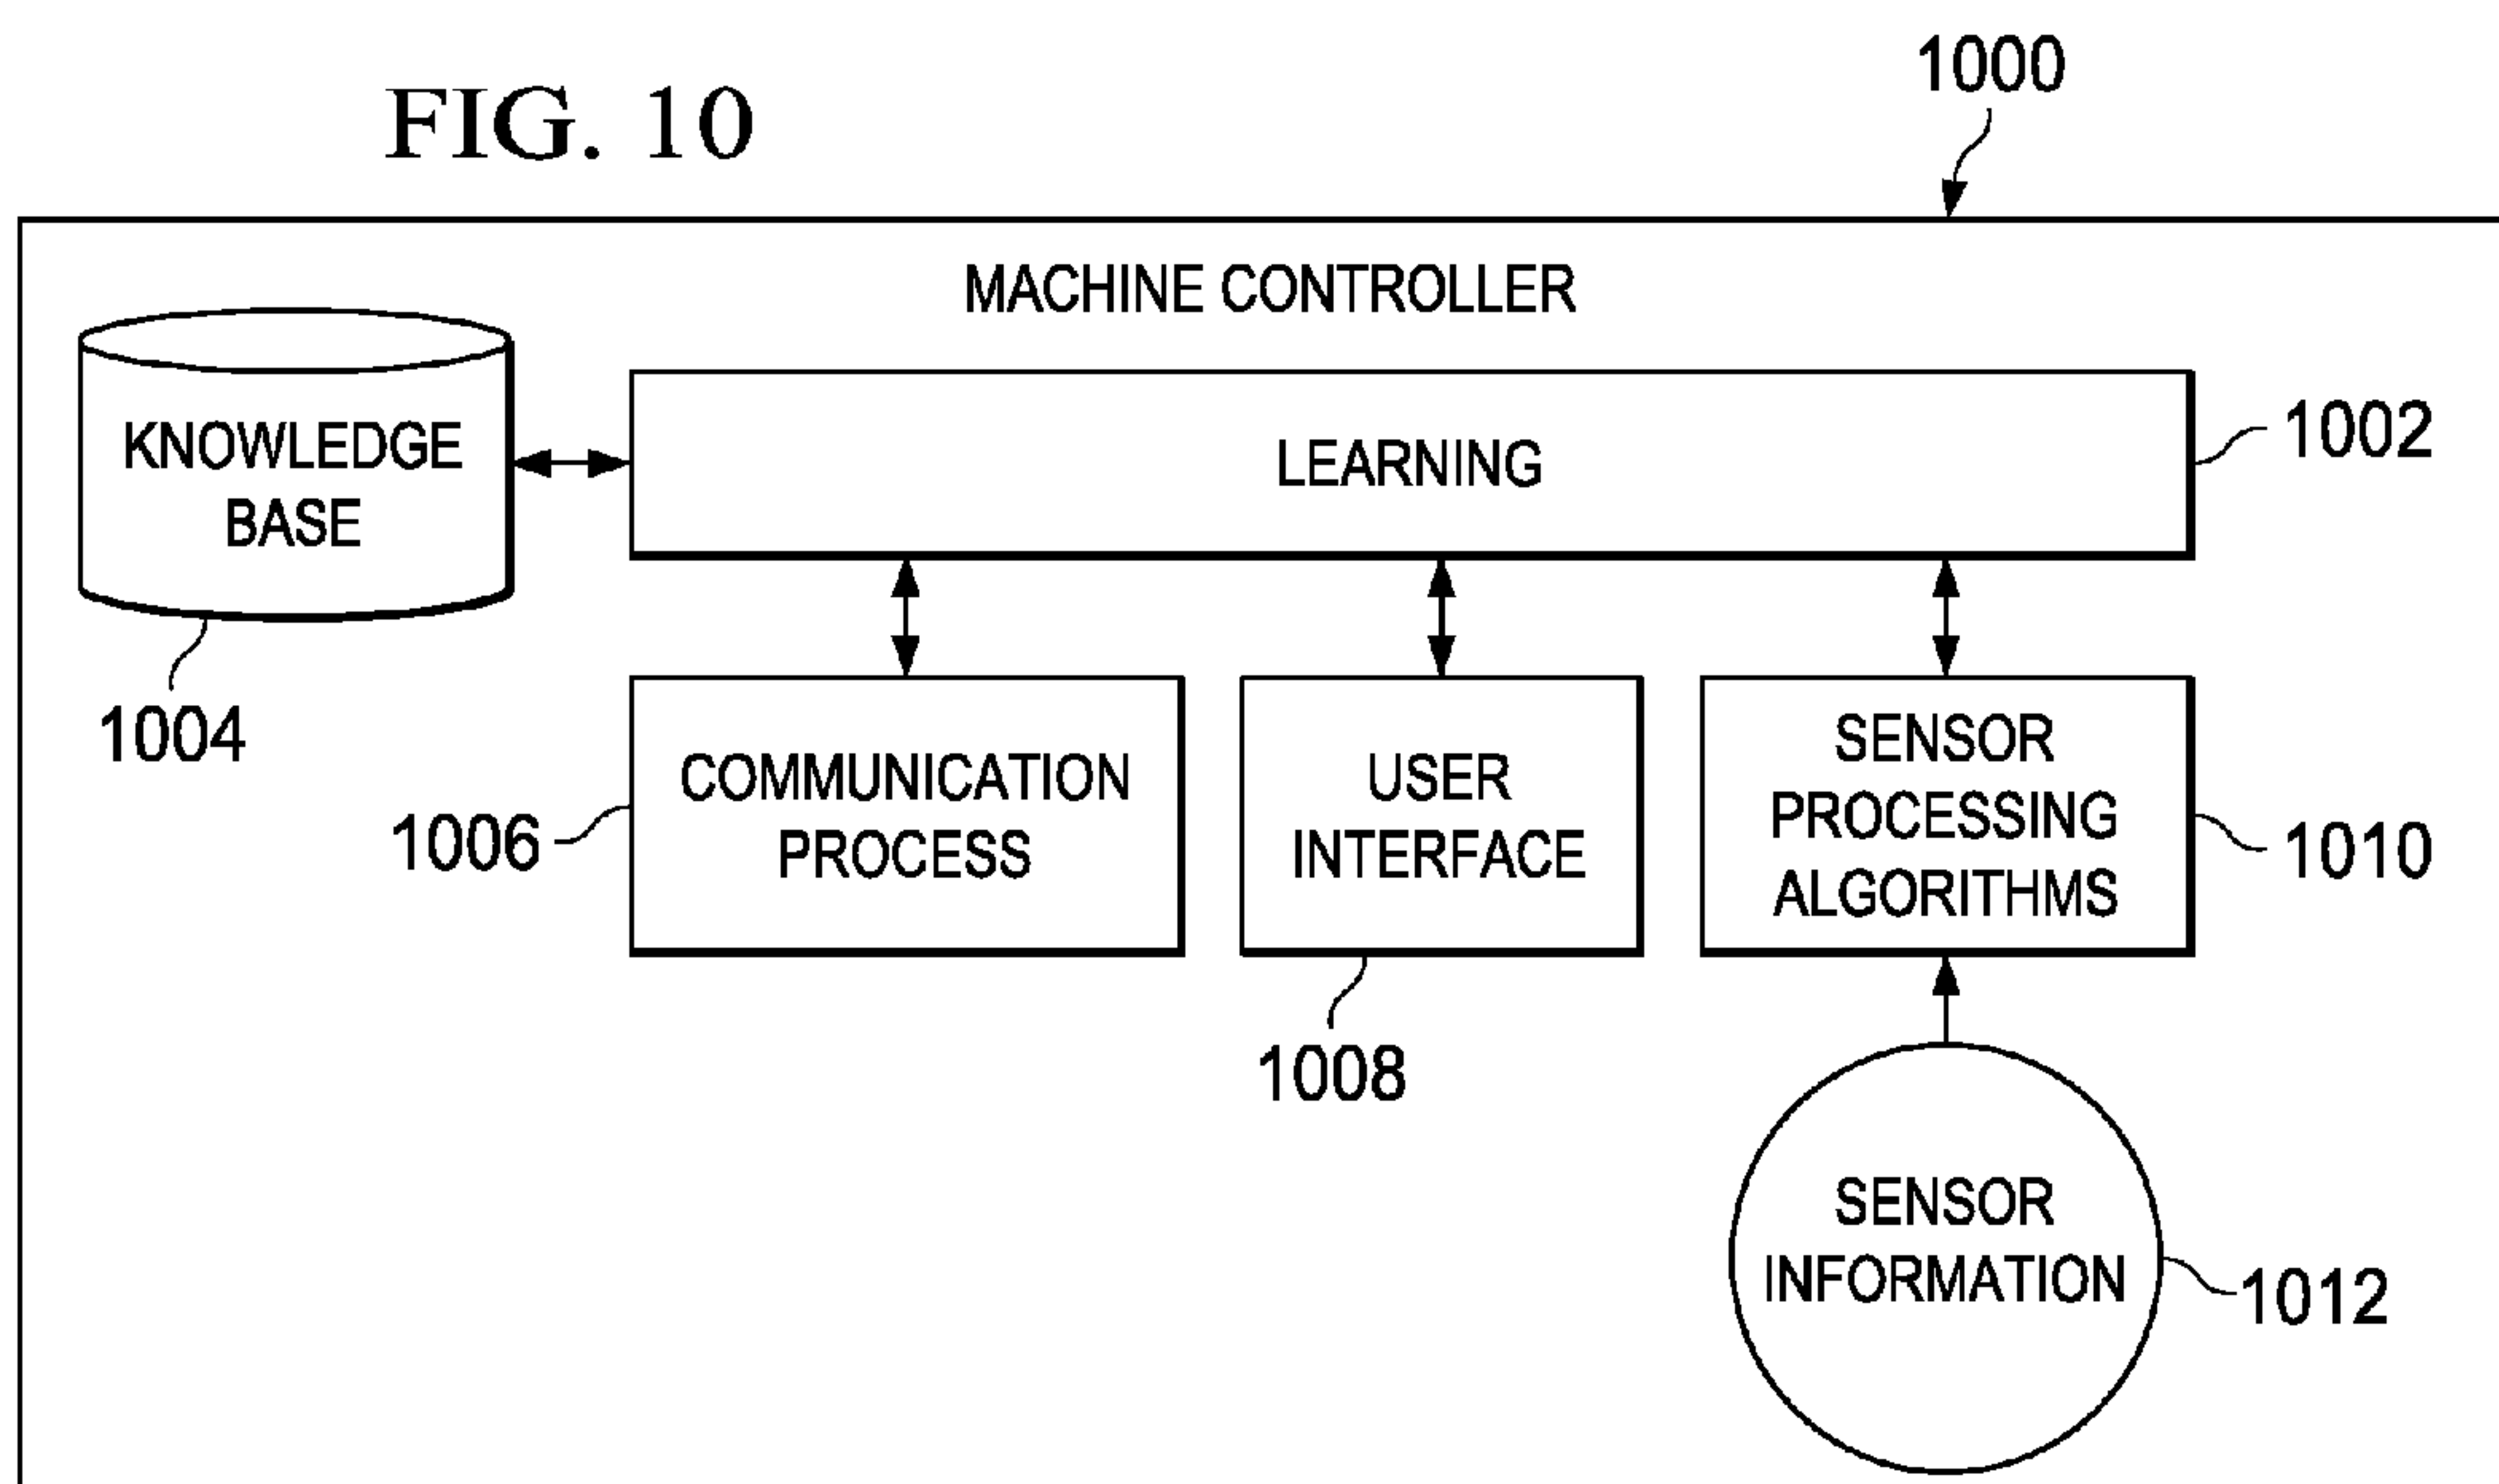 FIG. 10
1000
MACHINE CONTROLLER
KNOWLEDGE
BASE
1004
LEARNING
1002
COMMUNICATION
PROCESS
1006
USER
INTERFACE
1008
SENSOR
PROCESSING
ALGORITHMS
1010
SENSOR
INFORMATION
1012